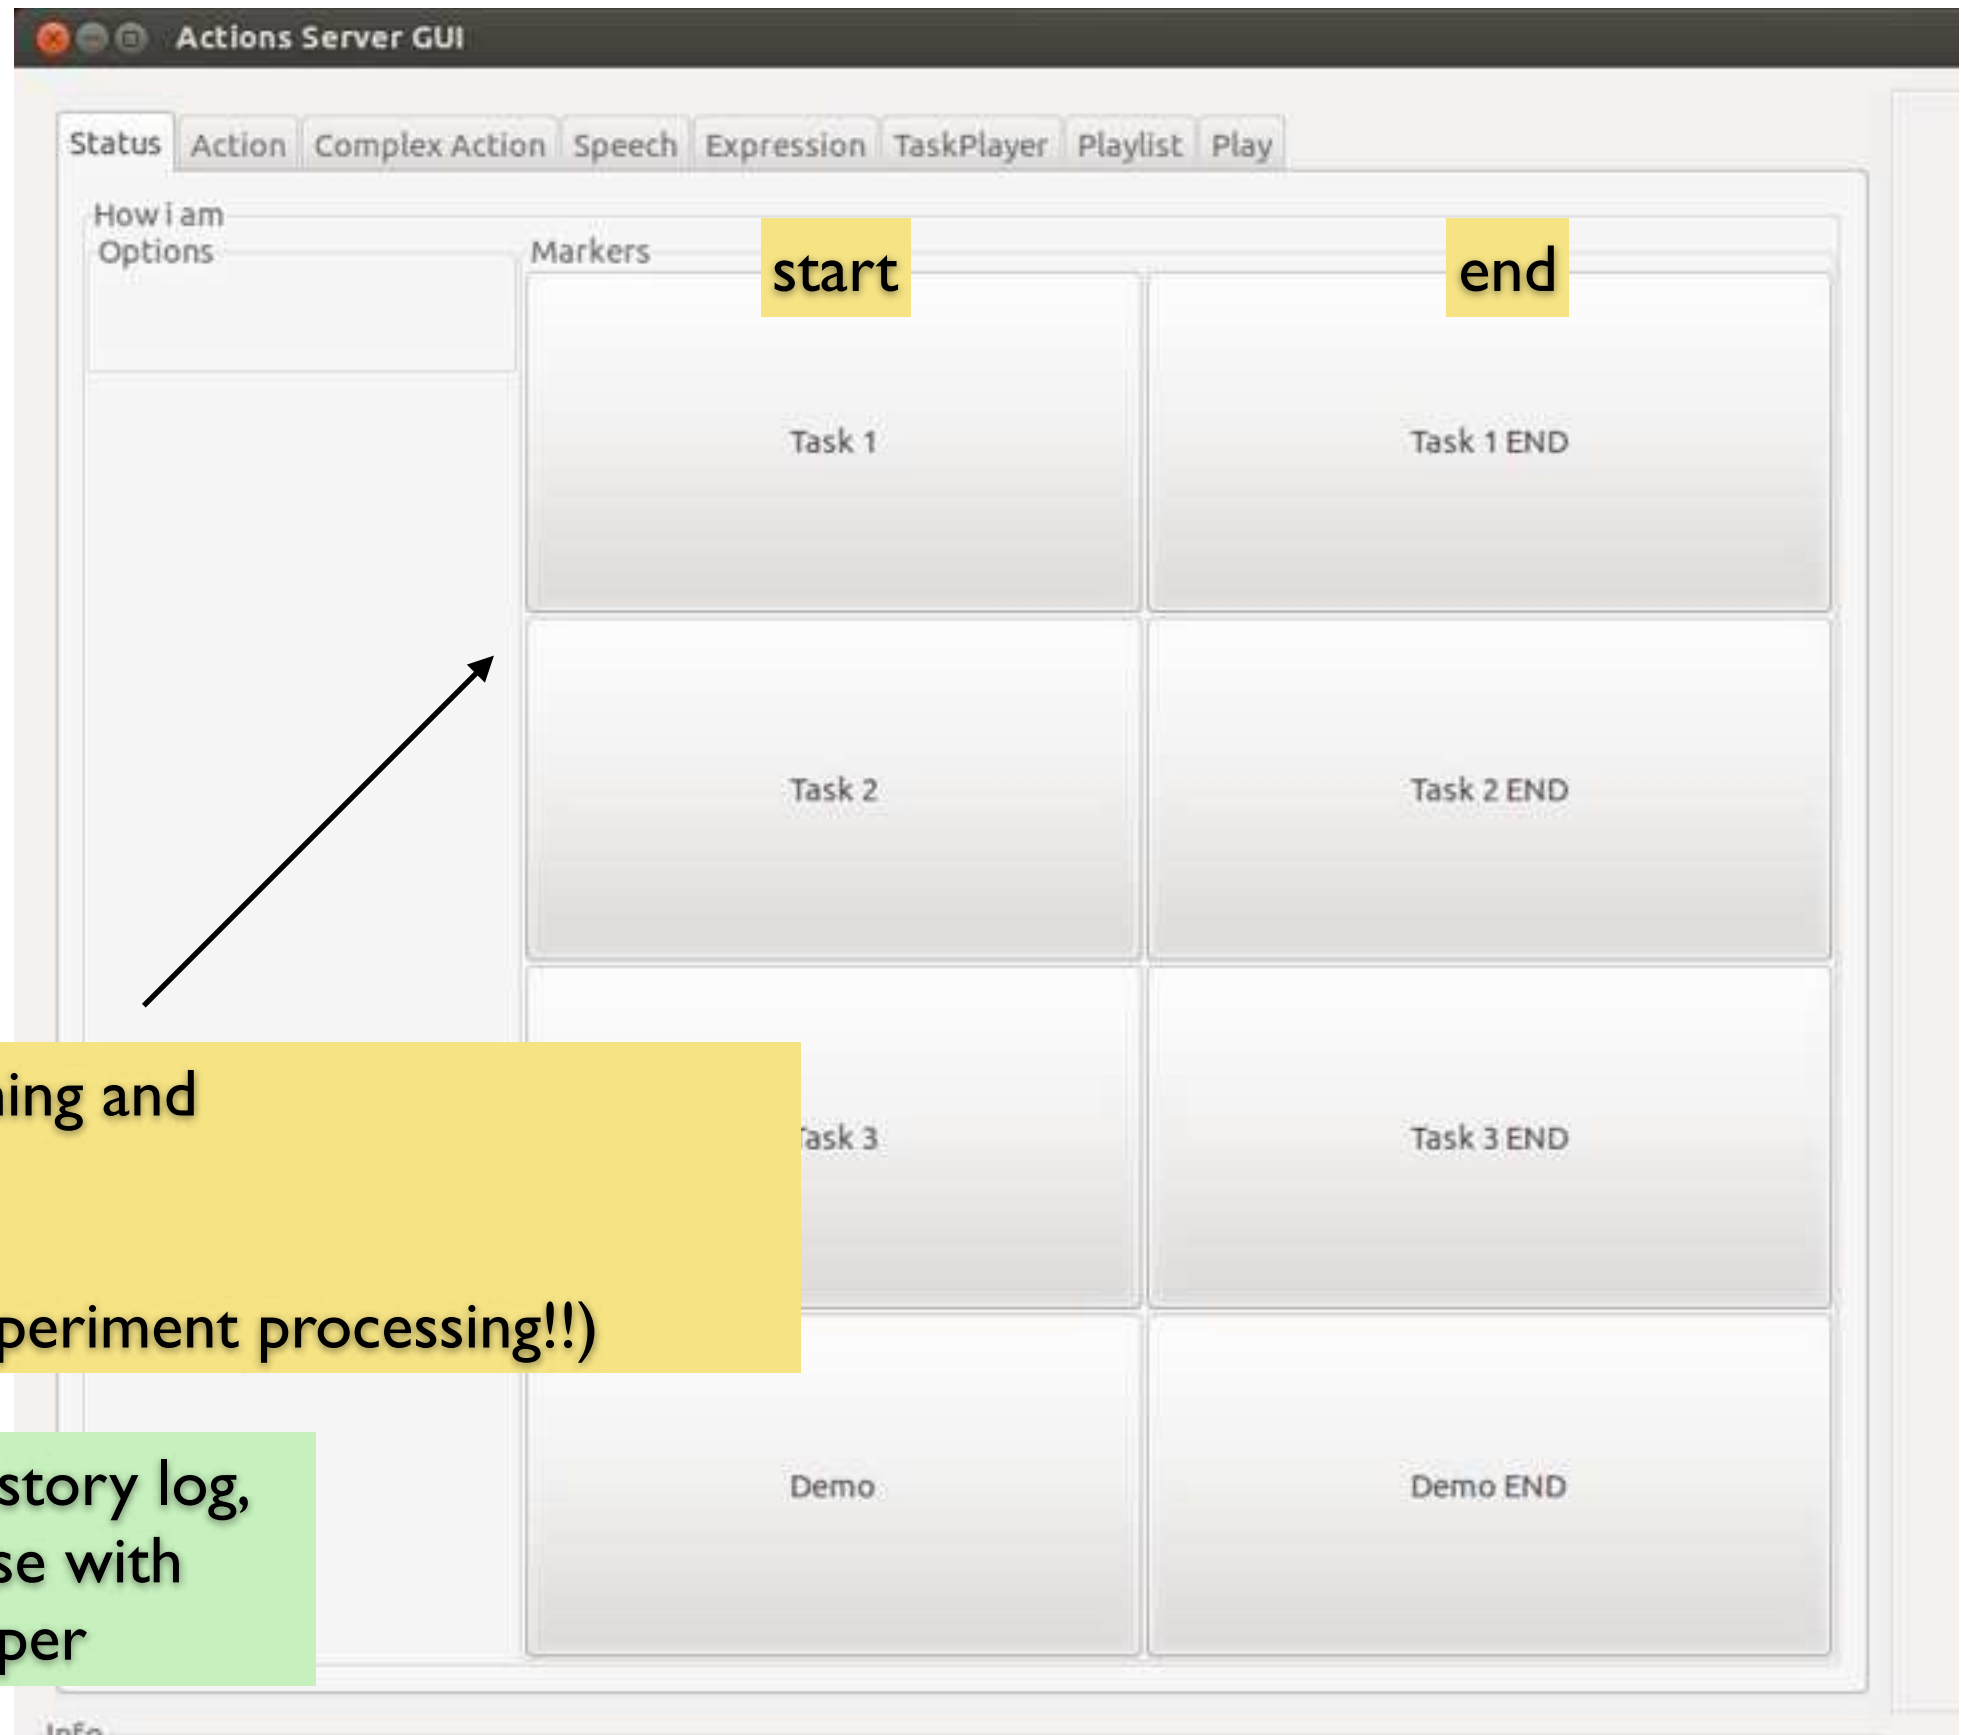 Actions Server GUI
Status Action Complex Action Speech Expression TaskPlayer Playlist Play
How i am
Options
Markers
start
end
Task 1
Task 1 END
Task 2
Task 2 END
ning and
periment processing!!)
ask 3
Task 3 END
story log,
se with
per
Demo
Demo END
Info